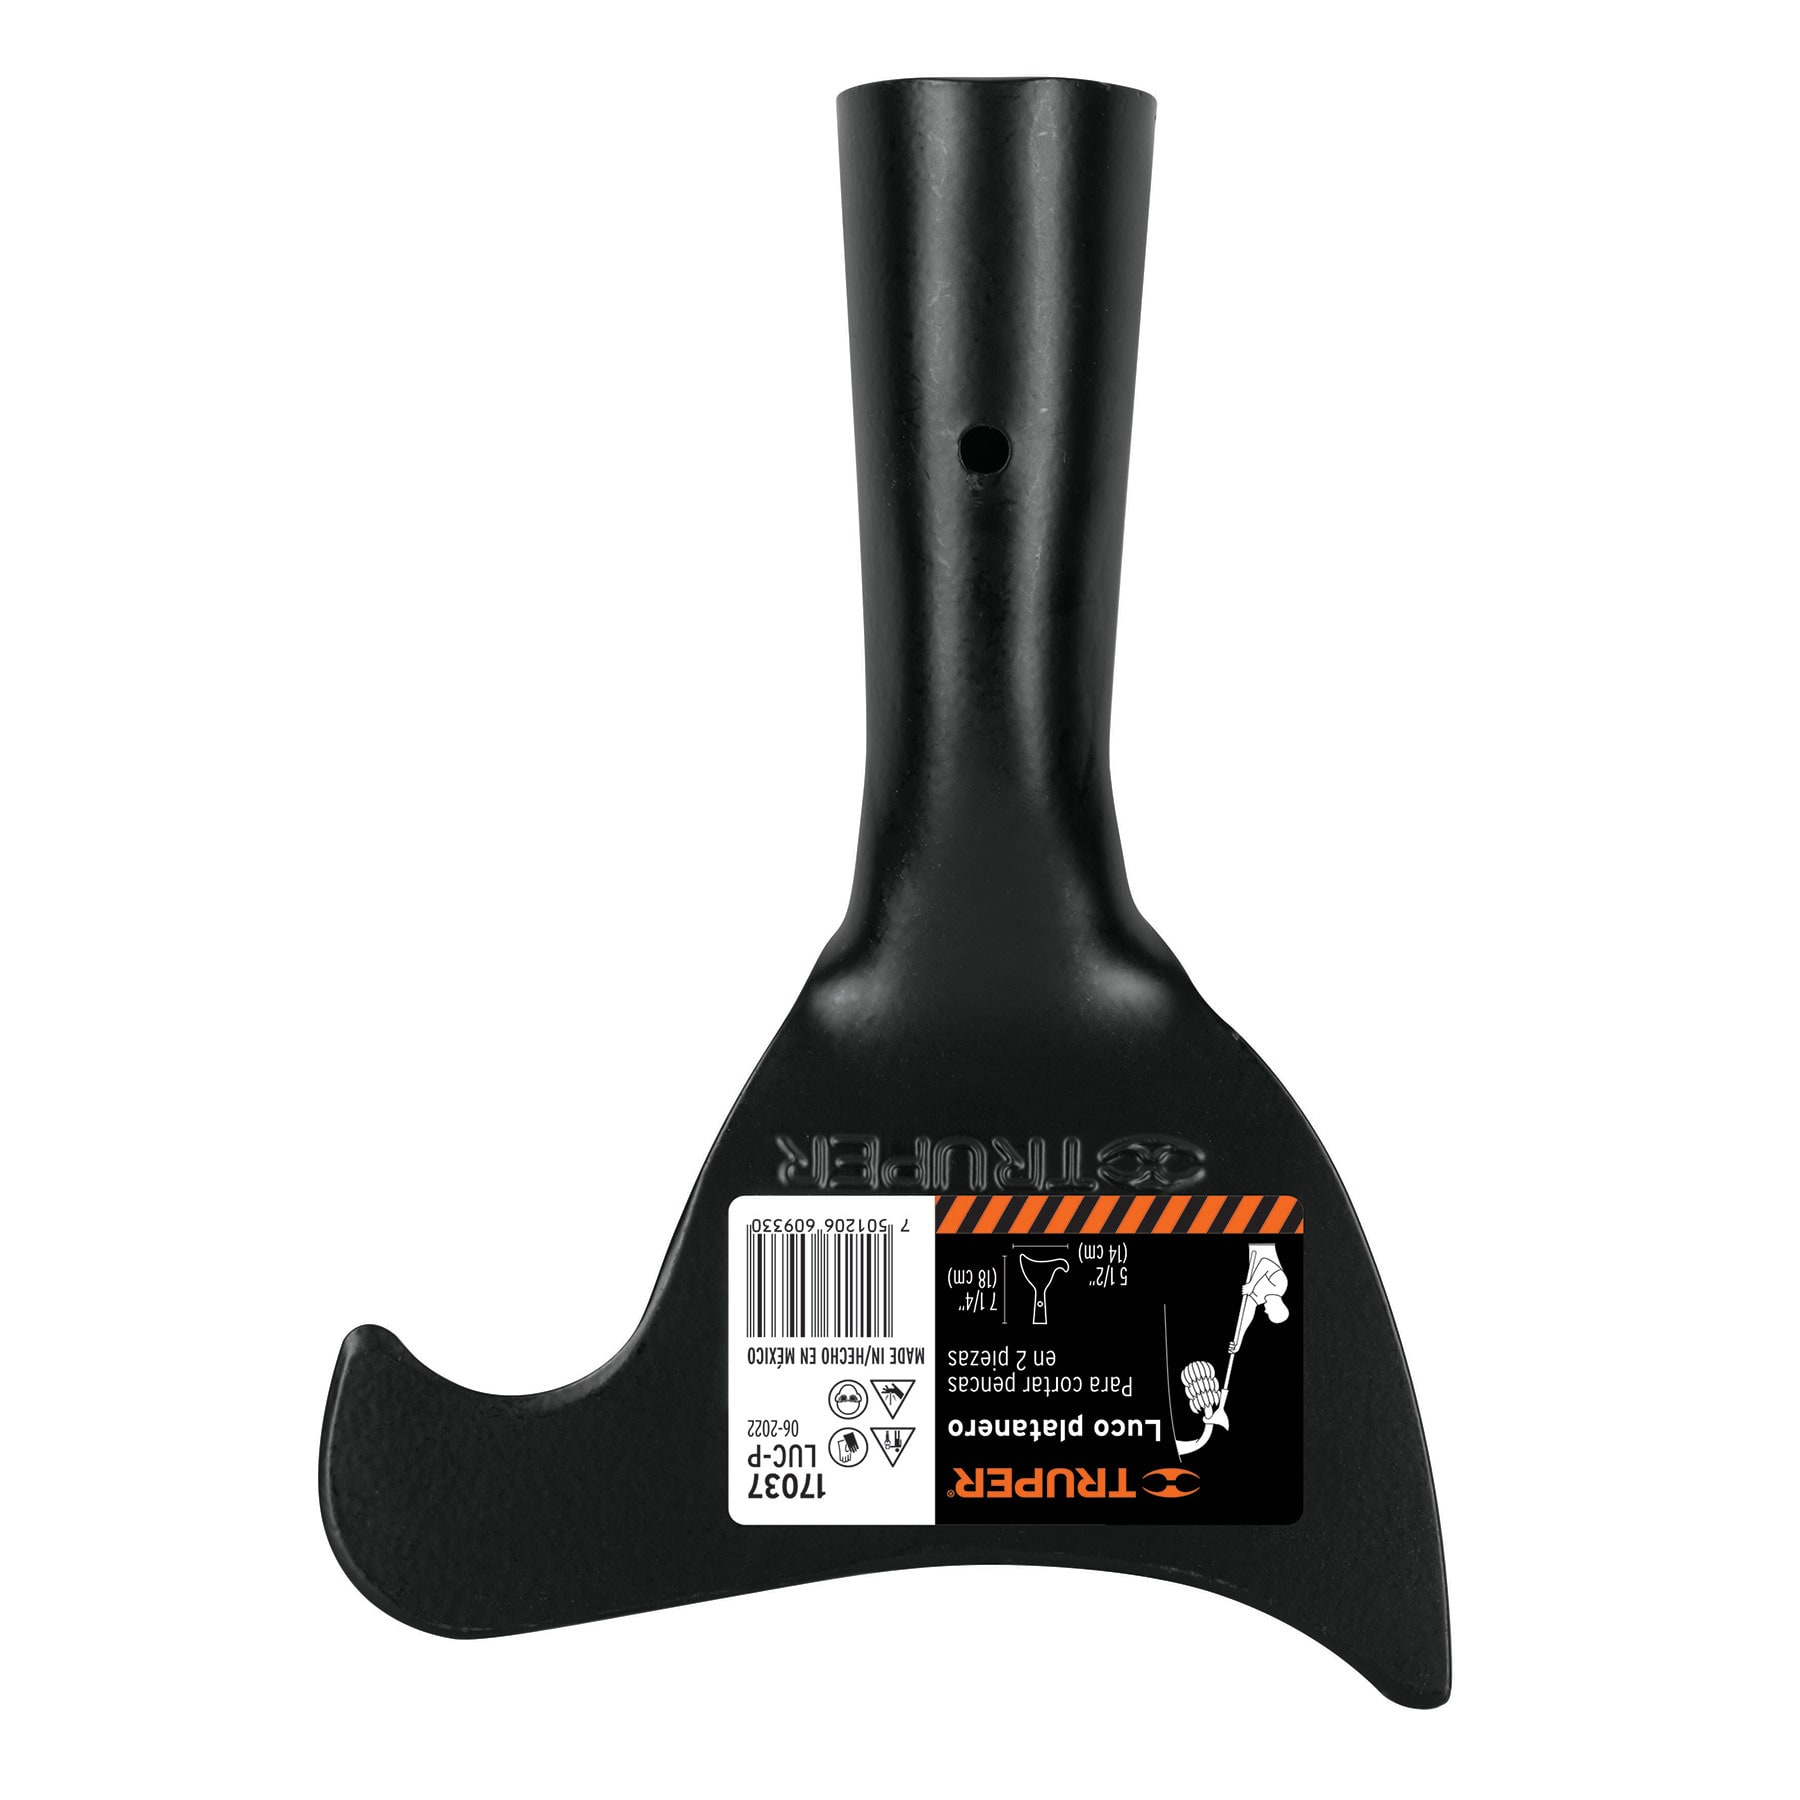 TRUPER
TRUPER®
Luco platanero
Para cortar pencas
en 2 piezas
7 1/4"
(18 cm)
5 1/2"
(14 cm)
17037
LUC-P
06-2022
MADE IN/HECHO EN MÉXICO
7 501206 609330